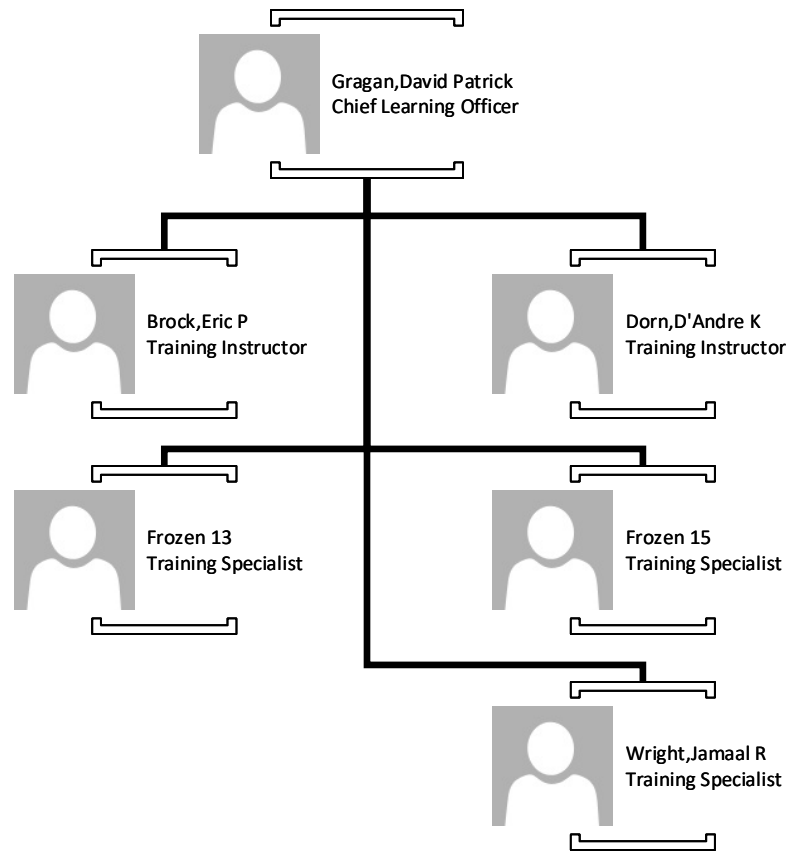 Gragan,David Patrick
Chief Learning Officer
Brock,Eric P
Training Instructor
Dorn,D'Andre K
Training Instructor
Frozen 13
Training Specialist
Frozen 15
Training Specialist
Wright,Jamaal R
Training Specialist